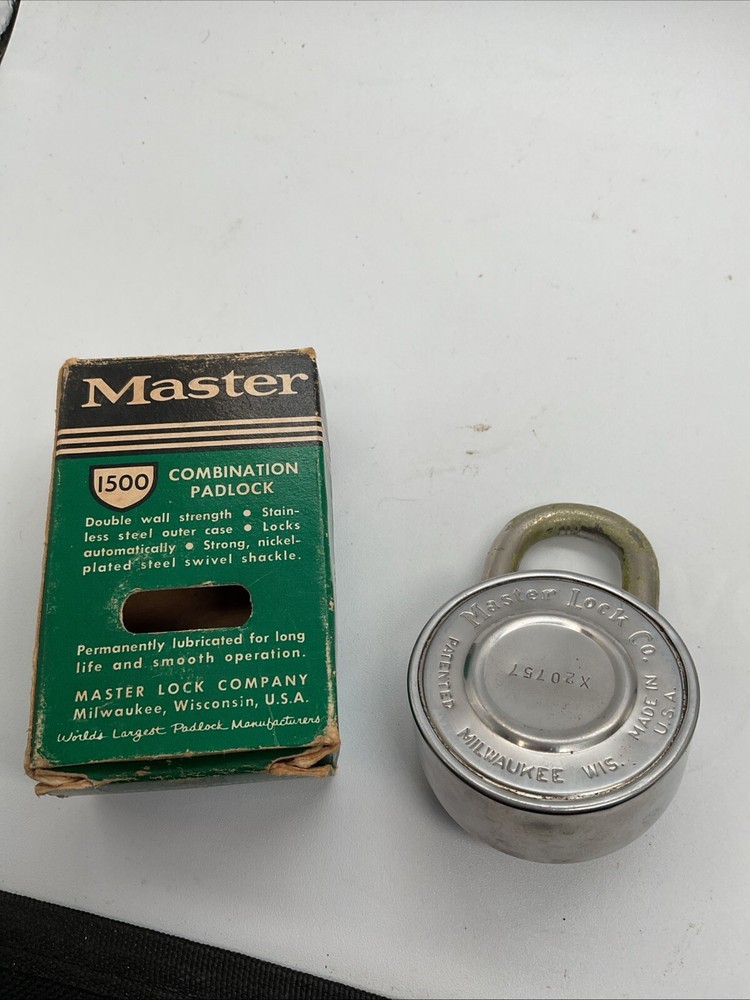 Master
1500
COMBINATION
PADLOCK
Double wall strength • Stain-
less steel outer case • Locks
automatically • Strong, nickel-
plated steel swivel shackle.
Permanently lubricated for long
life and smooth operation.
MASTER LOCK COMPANY
Milwaukee, Wisconsin, U.S.A.
World's Largest Padlock Manufacturers
Master Lock Co.
PATENTED
X20757
MADE IN
U.S.A.
MILWAUKEE WIS.